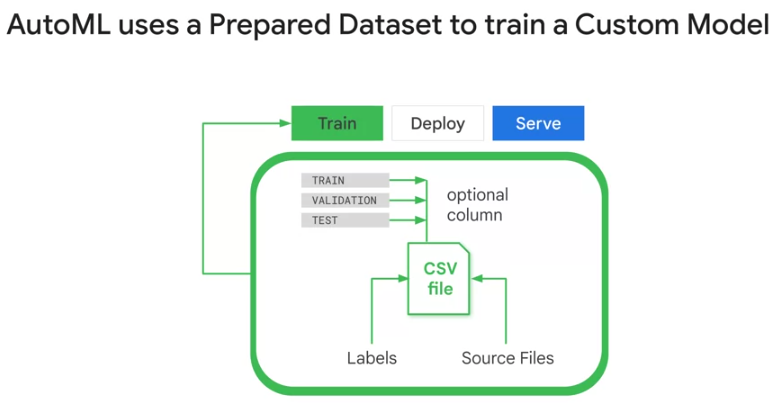 AutoML uses a Prepared Dataset to train a Custom Model
Train
Deploy
Serve
TRAIN
VALIDATION
TEST
optional
column
CSV
file
Labels
Source Files